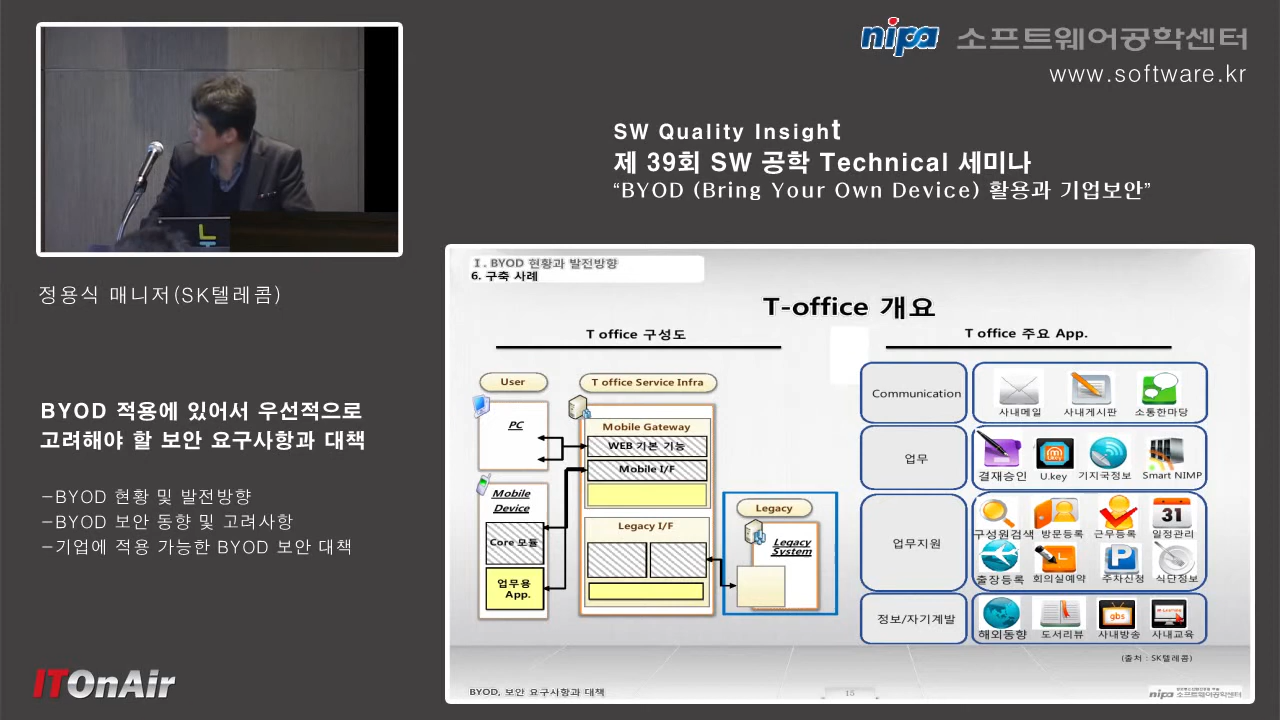 nipa 소프트웨어공학센터
www.software.kr
SW Quality Insight
제 39회 SW 공학 Technical 세미나
“BYOD (Bring Your Own Device) 활용과 기업보안”
정용식 매니저(SK텔레콤)
BYOD 적용에 있어서 우선적으로
고려해야 할 보안 요구사항과 대책
-BYOD 현황 및 발전방향
-BYOD 보안 동향 및 고려사항
-기업에 적용 가능한 BYOD 보안 대책
ITOnAir
I. BYOD 현황과 발전방향
6. 구축 사례
T-office 개요
T office 구성도
User
T office Service Infra
PC
Mobile Gateway
WEB 기본 기능
Mobile I/F
Mobile
Device
Core 모듈
업무용
App.
Legacy I/F
Legacy
Legacy
System
T office 주요 App.
Communication
사내메일 사내게시판 소통한마당
업무
결재승인 U.key 기지국정보 Smart NIMP
업무지원
31
구성원검색 방문등록 근무등록 일정관리
P
출장등록 회의실예약 주차신청 식단정보
정보/자기계발
gbs
해외동향 도서리뷰 사내방송 사내교육
(출처 : SK텔레콤)
BYOD, 보안 요구사항과 대책
15
nipa 소프트웨어공학센터